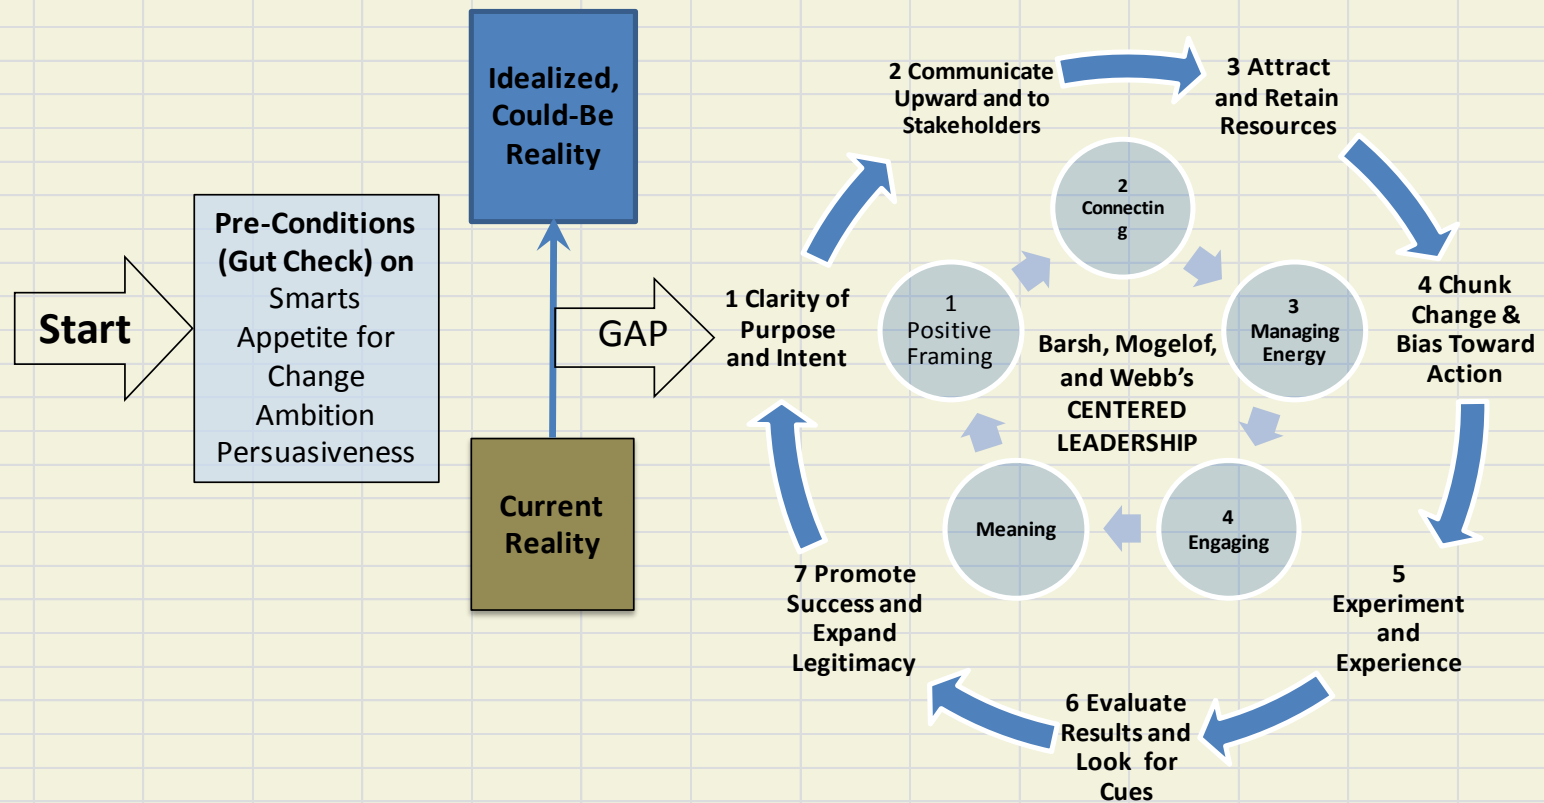 Start
Pre-Conditions
(Gut Check) on
Smarts
Appetite for
Change
Ambition
Persuasiveness
Idealized,
Could-Be
Reality
Current
Reality
GAP
1 Clarity of
Purpose
and Intent
2 Communicate
Upward and to
Stakeholders
3 Attract
and Retain
Resources
4 Chunk
Change &
Bias Toward
Action
5
Experiment
and
Experience
6 Evaluate
Results and
Look for
Cues
7 Promote
Success and
Expand
Legitimacy
1
Positive
Framing
2
Connectin
g
3
Managing
Energy
4
Engaging
Meaning
Barsh, Mogelof,
and Webb’s
CENTERED
LEADERSHIP